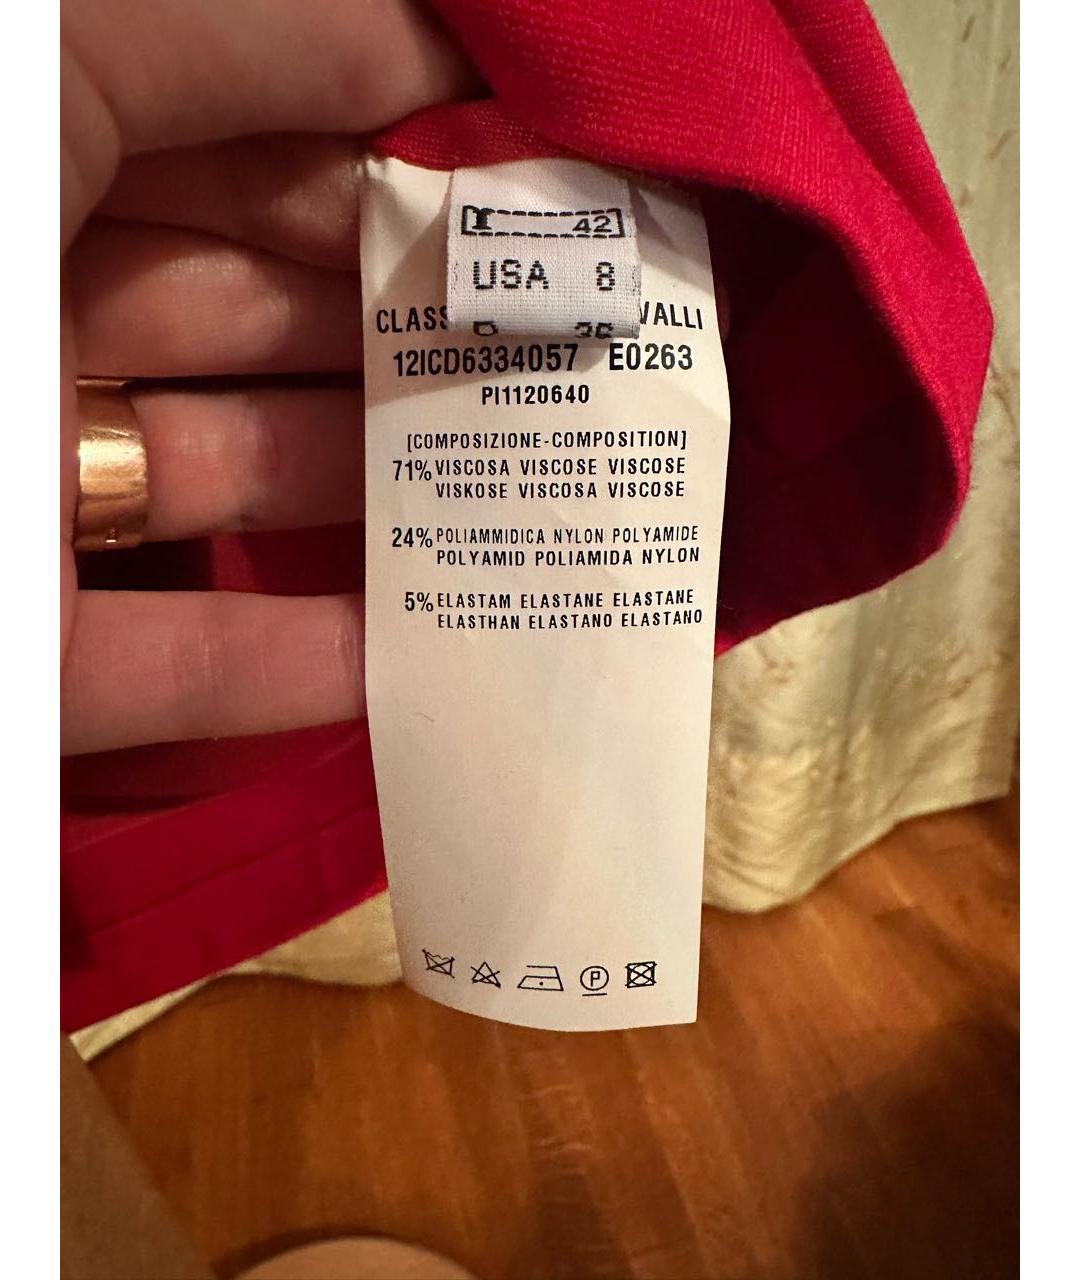 I 42
USA 8
VALLI
12ICD6334057 E0263
PI1120640
[COMPOSIZIONE-COMPOSITION]
71% VISCOSA VISCOSE VISCOSE
VISKOSE VISCOSA VISCOSE
24% POLIAMMIDICA NYLON POLYAMIDE
POLYAMID POLIAMIDA NYLON
5% ELASTAM ELASTANE ELASTANE
ELASTHAN ELASTANO ELASTANO
P